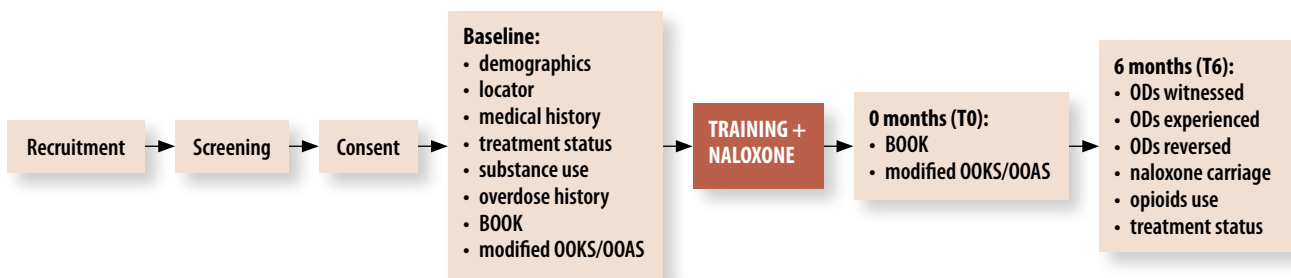 Recruitment
Screening
Consent
Baseline:
• demographics
• locator
• medical history
• treatment status
• substance use
• overdose history
• BOOK
• modified OOKS/OOAS
TRAINING +
NALOXONE
0 months (T0):
• BOOK
• modified OOKS/OOAS
6 months (T6):
• ODs witnessed
• ODs experienced
• ODs reversed
• naloxone carriage
• opioids use
• treatment status